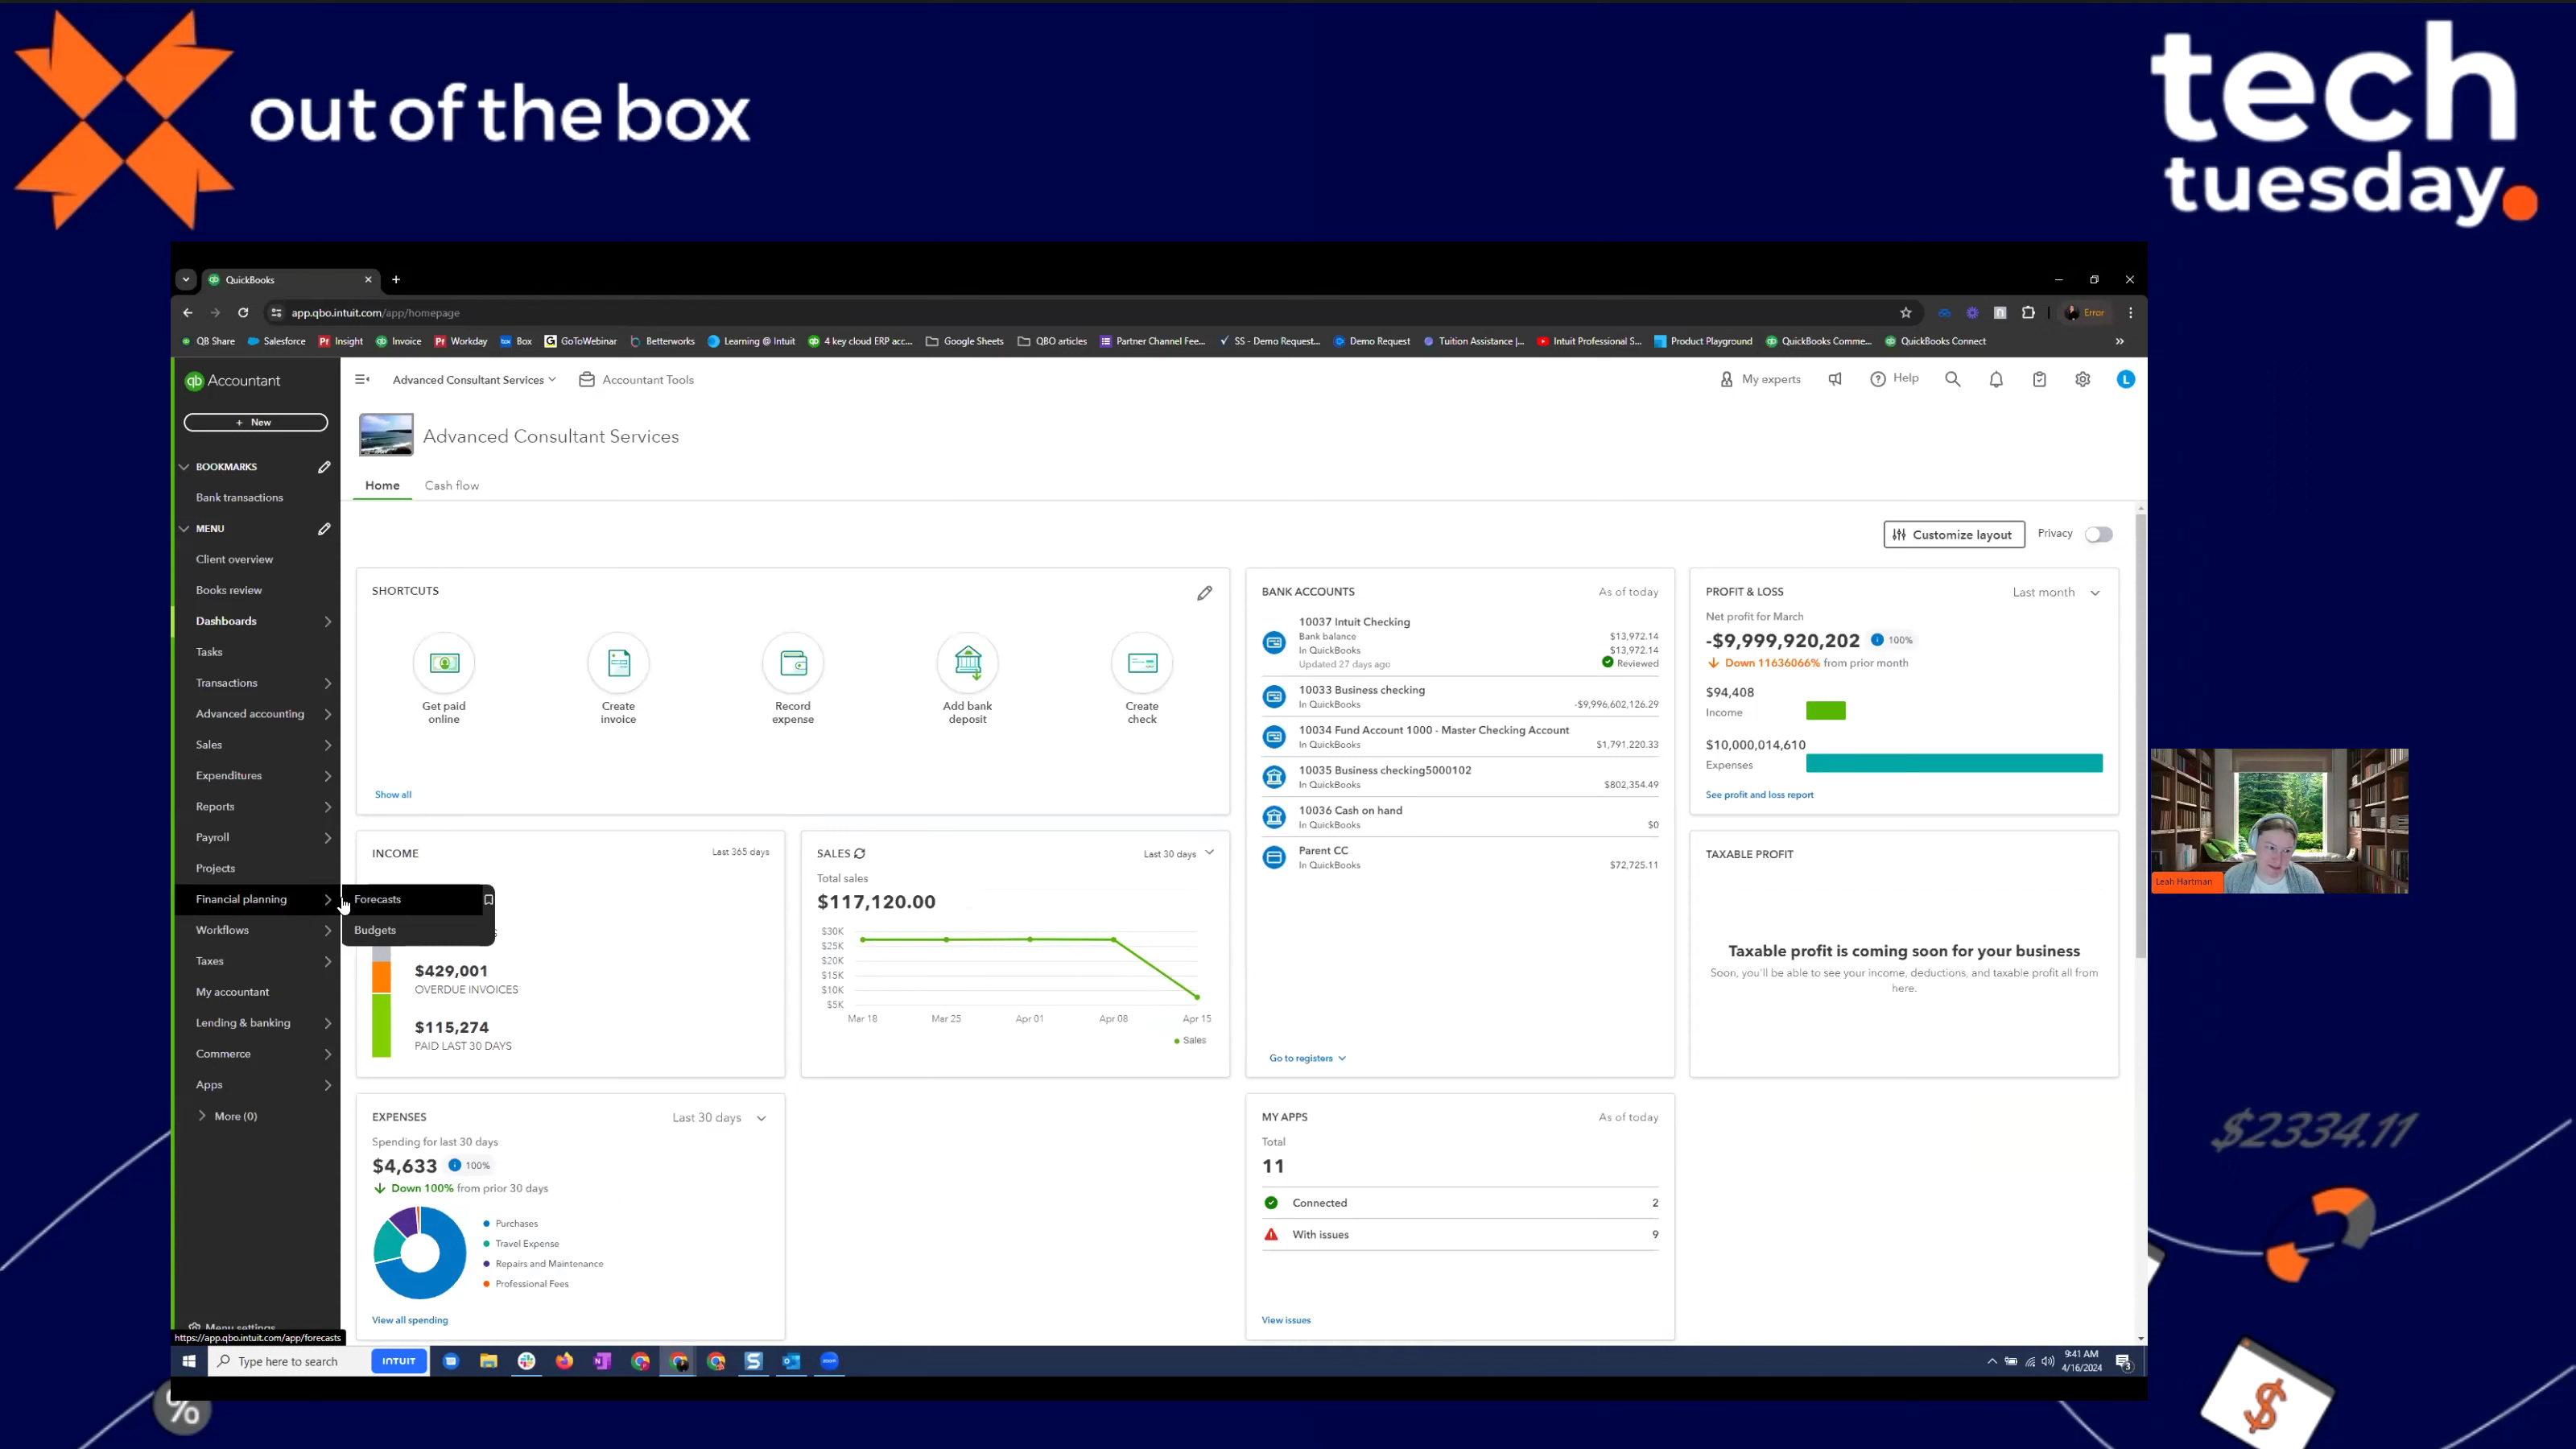 out of the box
tech
tuesday.
QuickBooks
app.qbo.intuit.com/app/homepage
Error
QB Share
Salesforce
Insight
Invoice
Workday
Box
GoToWebinar
Betterworks
Learning @ Intuit
4 key cloud ERP acc...
Google Sheets
QBO articles
Partner Channel Fee...
SS - Demo Request...
Demo Request
Tuition Assistance |...
Intuit Professional S...
Product Playground
QuickBooks Comme...
QuickBooks Connect
qb Accountant
Advanced Consultant Services
Accountant Tools
My experts
Help
L
+ New
Advanced Consultant Services
BOOKMARKS
Bank transactions
MENU
Client overview
Books review
Dashboards
Tasks
Transactions
Advanced accounting
Sales
Expenditures
Reports
Payroll
Projects
Financial planning
Workflows
Taxes
My accountant
Lending & banking
Commerce
Apps
More (0)
Menu settings
https://app.qbo.intuit.com/app/forecasts
Forecasts
Budgets
Home
Cash flow
Customize layout
Privacy
SHORTCUTS
Get paid
online
Create
invoice
Record
expense
Add bank
deposit
Create
check
Show all
BANK ACCOUNTS
As of today
10037 Intuit Checking
Bank balance $13,972.14
In QuickBooks $13,972.14
Updated 27 days ago Reviewed
10033 Business checking
In QuickBooks -$9,996,602,126.29
10034 Fund Account 1000 - Master Checking Account
In QuickBooks $1,791,220.33
10035 Business checking5000102
In QuickBooks $802,354.49
10036 Cash on hand
In QuickBooks $0
Parent CC
In QuickBooks $72,725.11
Go to registers
PROFIT & LOSS
Last month
Net profit for March
-$9,999,920,202 100%
Down 11636066% from prior month
$94,408
Income
$10,000,014,610
Expenses
See profit and loss report
INCOME
Last 365 days
$429,001
OVERDUE INVOICES
$115,274
PAID LAST 30 DAYS
SALES
Last 30 days
Total sales
$117,120.00
$30K
$25K
$20K
$15K
$10K
$5K
Mar 18 Mar 25 Apr 01 Apr 08 Apr 15
Sales
TAXABLE PROFIT
Taxable profit is coming soon for your business
Soon, you'll be able to see your income, deductions, and taxable profit all from
here.
EXPENSES
Last 30 days
Spending for last 30 days
$4,633 100%
Down 100% from prior 30 days
Purchases
Travel Expense
Repairs and Maintenance
Professional Fees
View all spending
MY APPS
As of today
Total
11
Connected 2
With issues 9
View issues
Leah Hartman
$2334.11
Type here to search
INTUIT
9:41 AM
4/16/2024
3
%
$